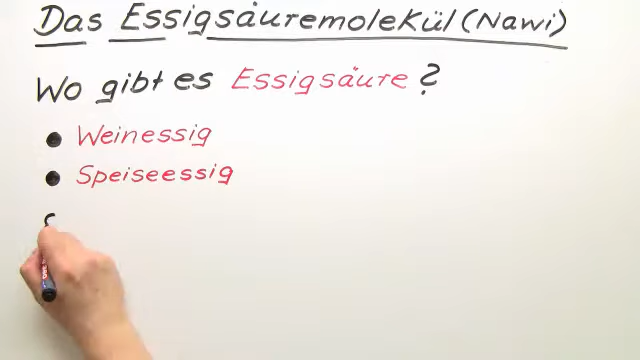 Das Essigsäuremolekül (Nawi)
Wo gibt es Essigsäure?
• Weinessig
• Speiseessig